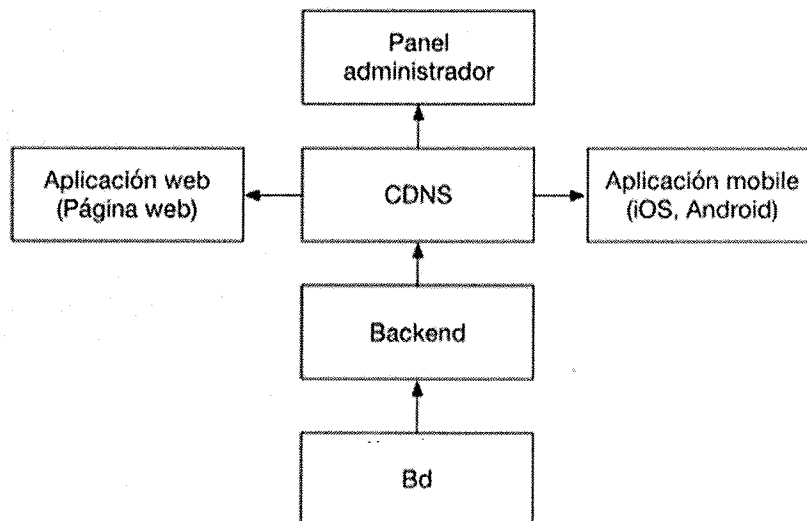 Panel
administrador
Aplicación web
(Página web)
CDNS
Aplicación mobile
(iOS, Android)
Backend
Bd